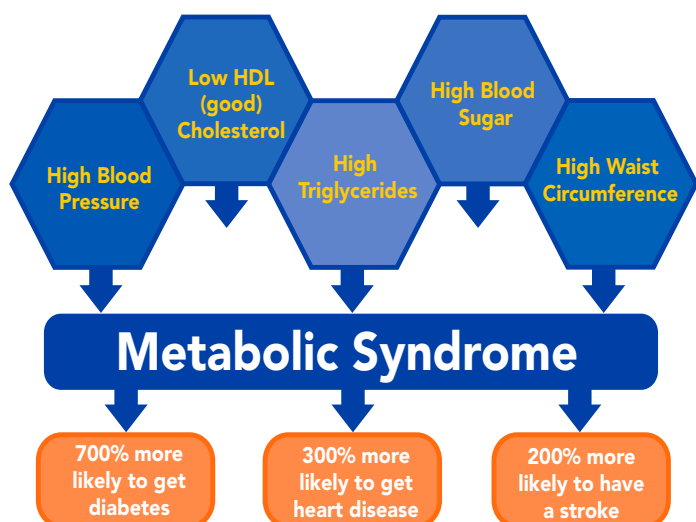 Low HDL
(good)
Cholesterol
High Blood
Sugar
High Blood
Pressure
High
Triglycerides
High Waist
Circumference
Metabolic Syndrome
700% more
likely to get
diabetes
300% more
likely to get
heart disease
200% more
likely to have
a stroke